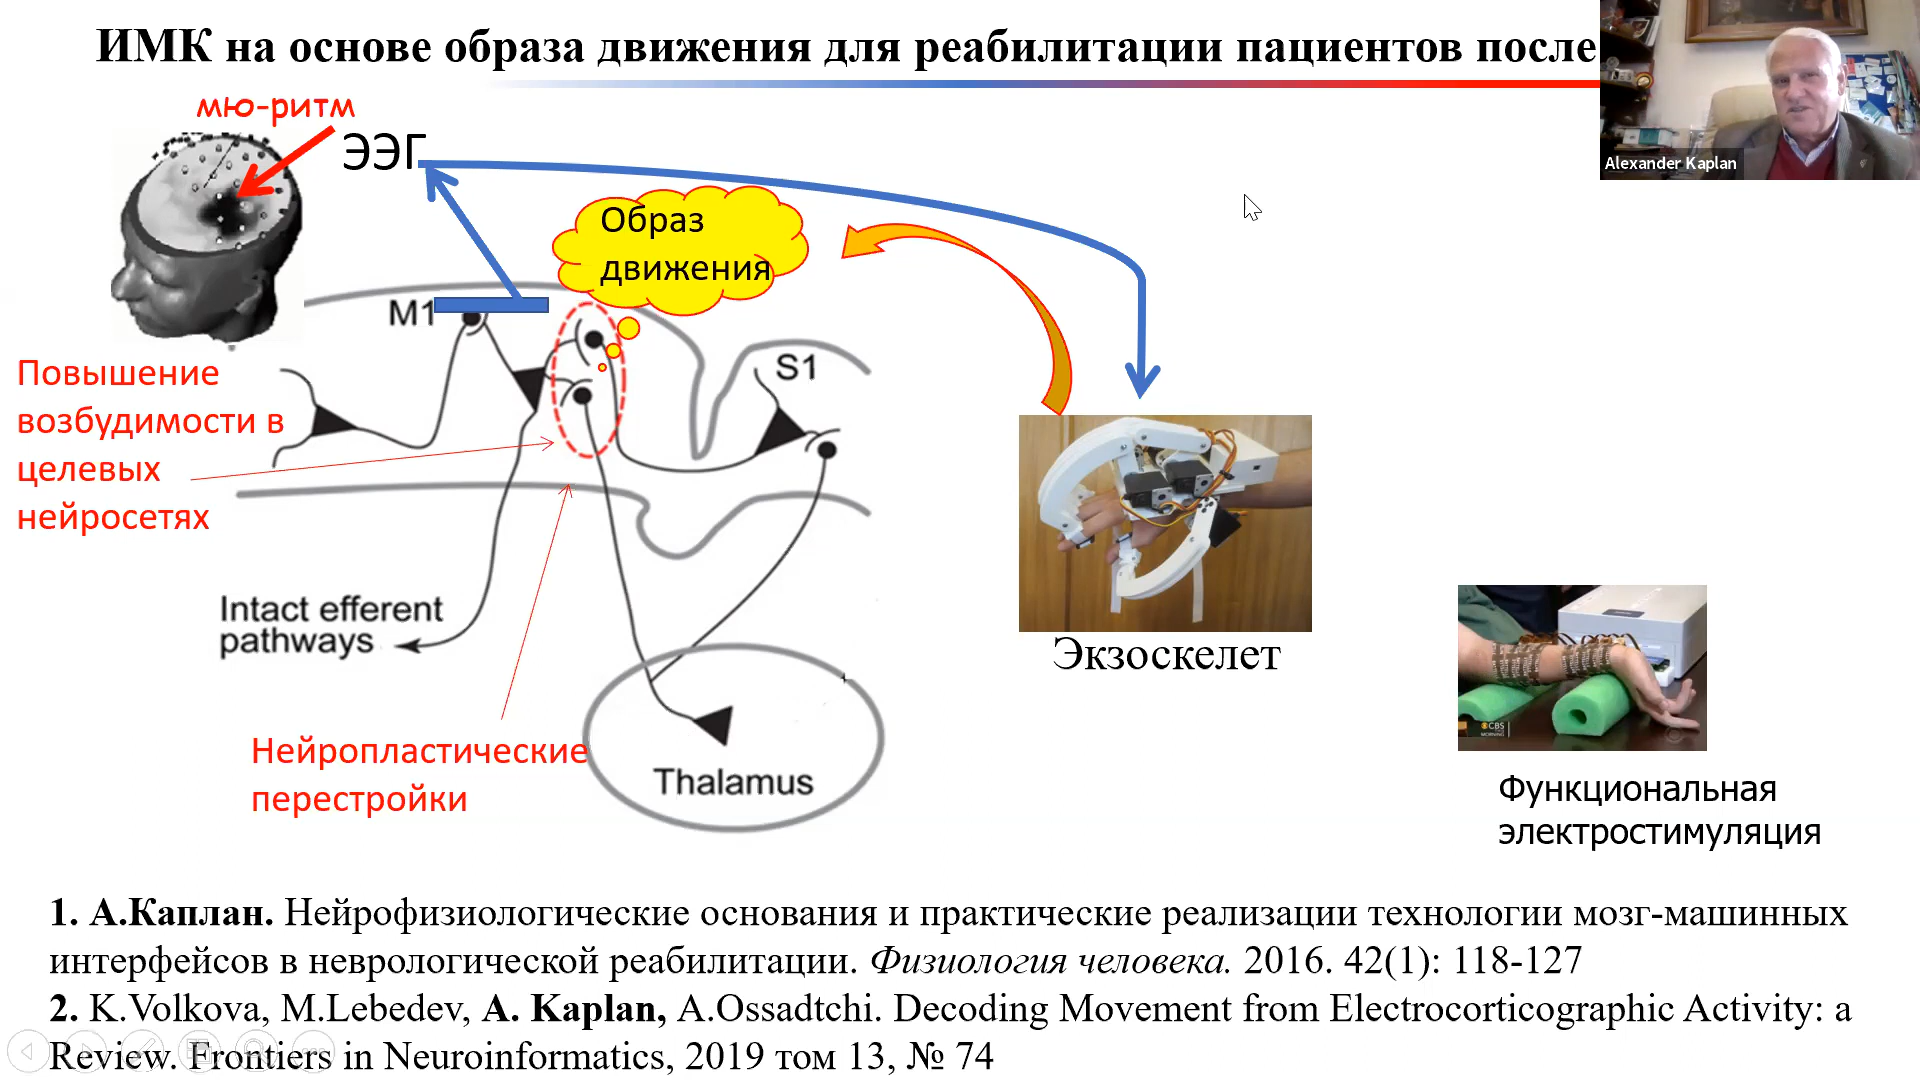 ИМК на основе образа движения для реабилитации пациентов после
Alexander Kaplan
мю-ритм
ЭЭГ
Образ
движения
M1
S1
Повышение
возбудимости в
целевых
нейросетях
Intact efferent
pathways
Экзоскелет
Нейропластические
перестройки
Thalamus
CBS
Функциональная
электростимуляция
1. А.Каплан. Нейрофизиологические основания и практические реализации технологии мозг-машинных
интерфейсов в неврологической реабилитации. Физиология человека. 2016. 42(1): 118-127
2. K.Volkova, M.Lebedev, A. Kaplan, A.Ossadtchi. Decoding Movement from Electrocorticographic Activity: a
Review. Frontiers in Neuroinformatics, 2019 том 13, № 74